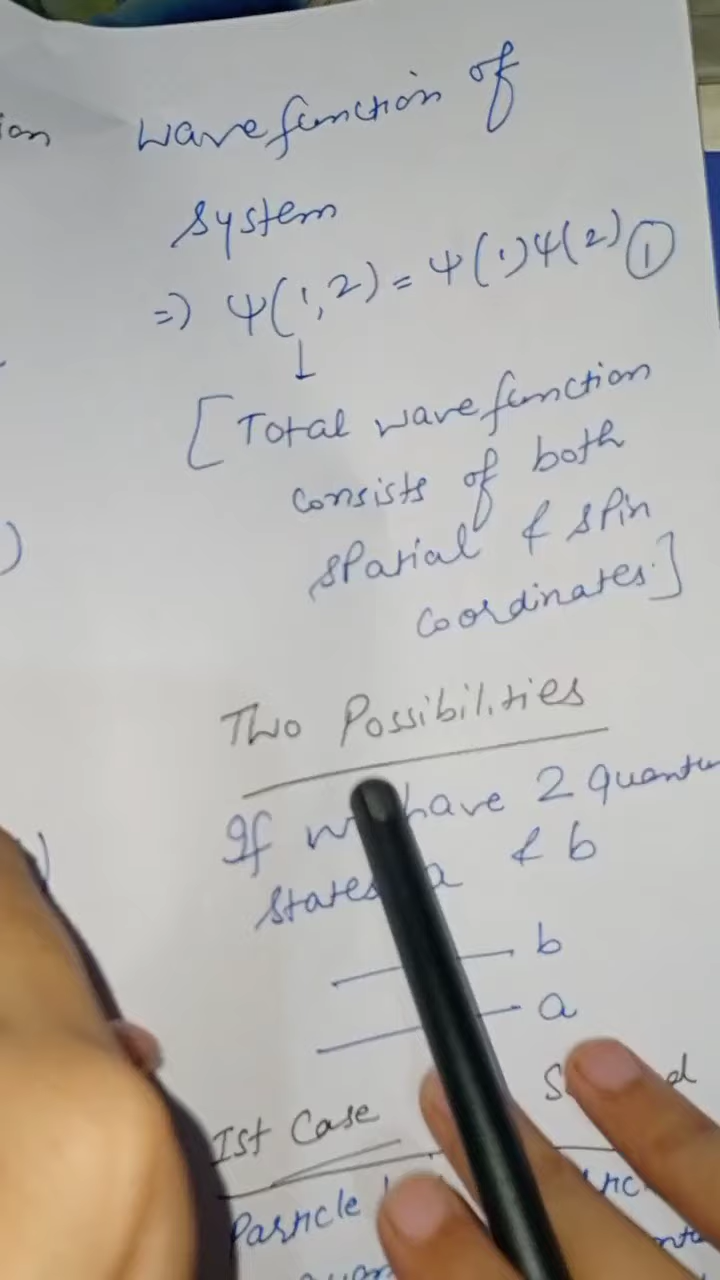 wavefunction of
system
=) ψ(1,2) = ψ(1)ψ(2) ①
↓
[Total wavefunction
consists of both
spatial & spin
coordinates.]
Two Possibilities
If have 2
states a & b
b
a
Ist Case
Particle